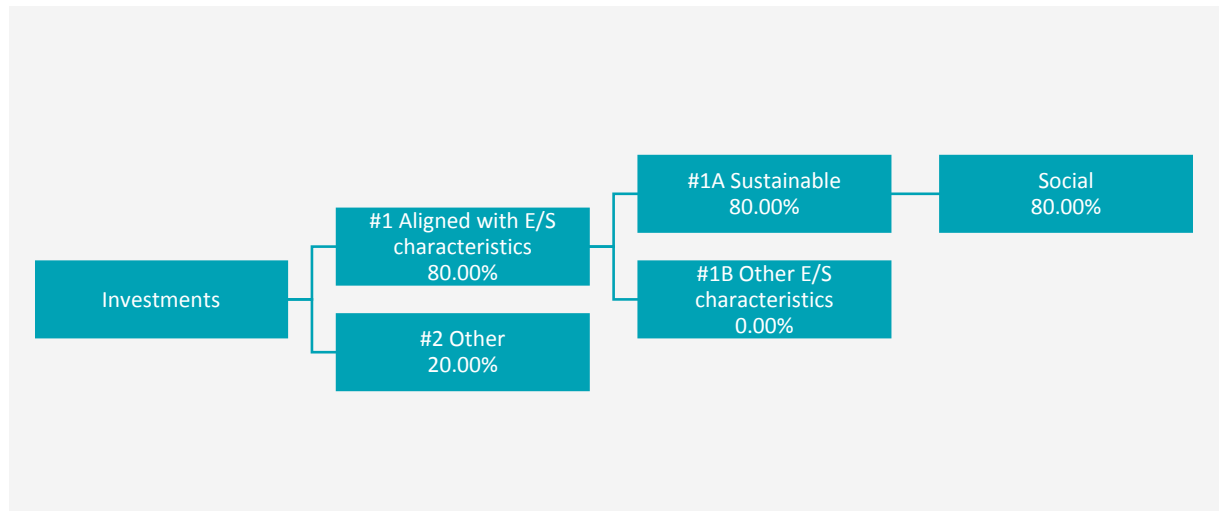 Investments
#1 Aligned with E/S
characteristics
80.00%
#2 Other
20.00%
#1A Sustainable
80.00%
#1B Other E/S
characteristics
0.00%
Social
80.00%